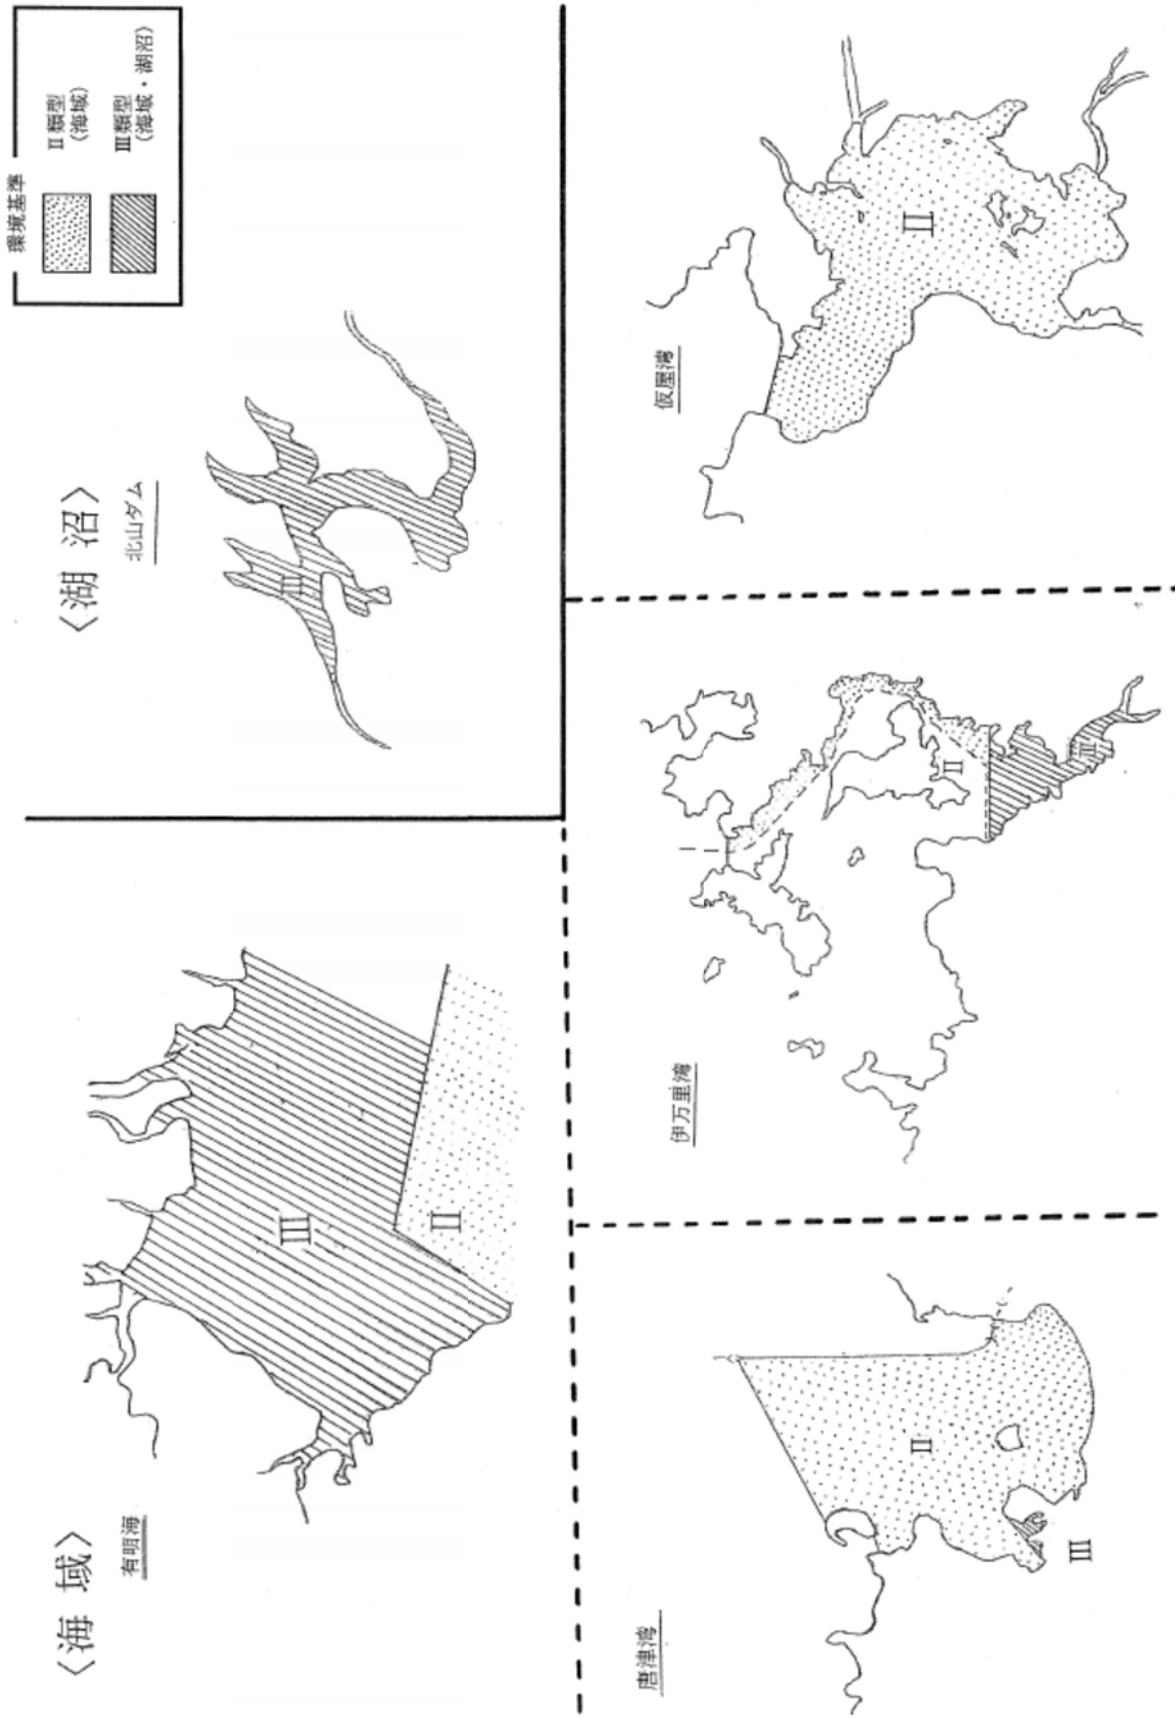 〈海 域〉
有明海
III
II
〈湖 沼〉
北山ダム
III
環境基準
II類型
(海域)
III類型
(海域・湖沼)
唐津湾
II
III
伊万里湾
II
III
仮屋湾
II